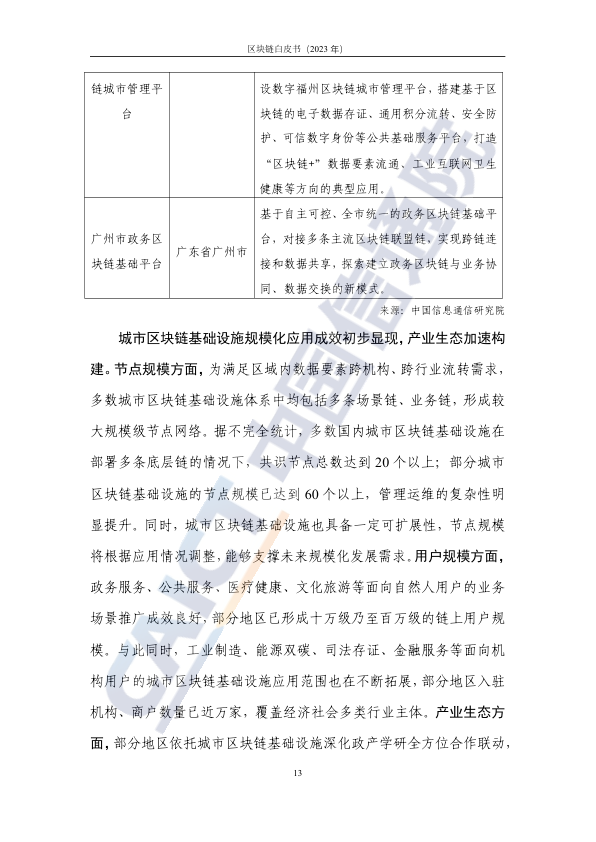 区块链白皮书（2023 年）
链城市管理平
台
设数字福州区块链城市管理平台，搭建基于区
块链的电子数据存证、通用积分流转、安全防
护、可信数字身份等公共基础服务平台，打造
“区块链+”数据要素流通、工业互联网卫生
健康等方向的典型应用。
广州市政务区
块链基础平台
广东省广州市
基于自主可控、全市统一的政务区块链基础平
台，对接多条主流区块链联盟链，实现跨链连
接和数据共享，探索建立政务区块链与业务协
同、数据交换的新模式。
来源：中国信息通信研究院
城市区块链基础设施规模化应用成效初步显现，产业生态加速构
建。节点规模方面，为满足区域内数据要素跨机构、跨行业流转需求，
多数城市区块链基础设施体系中均包括多条场景链、业务链，形成较
大规模级节点网络。据不完全统计，多数国内城市区块链基础设施在
部署多条底层链的情况下，共识节点总数达到 20 个以上；部分城市
区块链基础设施的节点规模已达到 60 个以上，管理运维的复杂性明
显提升。同时，城市区块链基础设施也具备一定可扩展性，节点规模
将根据应用情况调整，能够支撑未来规模化发展需求。用户规模方面，
政务服务、公共服务、医疗健康、文化旅游等面向自然人用户的业务
场景推广成效良好，部分地区已形成十万级乃至百万级的链上用户规
模。与此同时，工业制造、能源双碳、司法存证、金融服务等面向机
构用户的城市区块链基础设施应用范围也在不断拓展，部分地区入驻
机构、商户数量已近万家，覆盖经济社会多类行业主体。产业生态方
面，部分地区依托城市区块链基础设施深化政产学研全方位合作联动，
13
CAICT 中国信通院